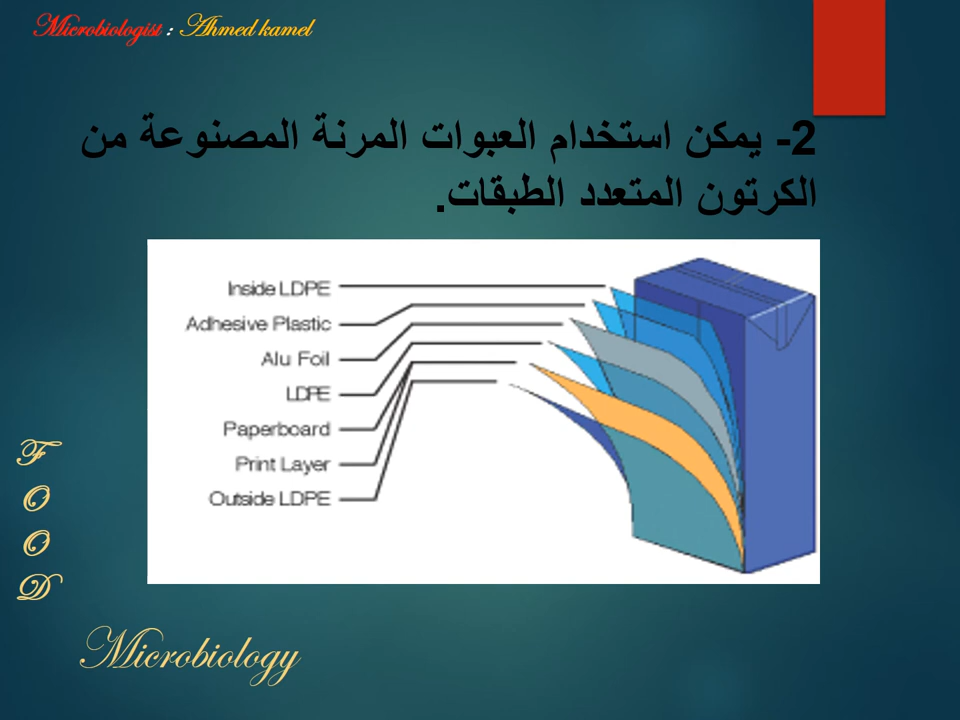 Microbiologist : Ahmed kamel
2- يمكن استخدام العبوات المرنة المصنوعة من
الكرتون المتعدد الطبقات.
Inside LDPE
Adhesive Plastic
Alu Foil
LDPE
Paperboard
Print Layer
Outside LDPE
F
O
O
D
Microbiology